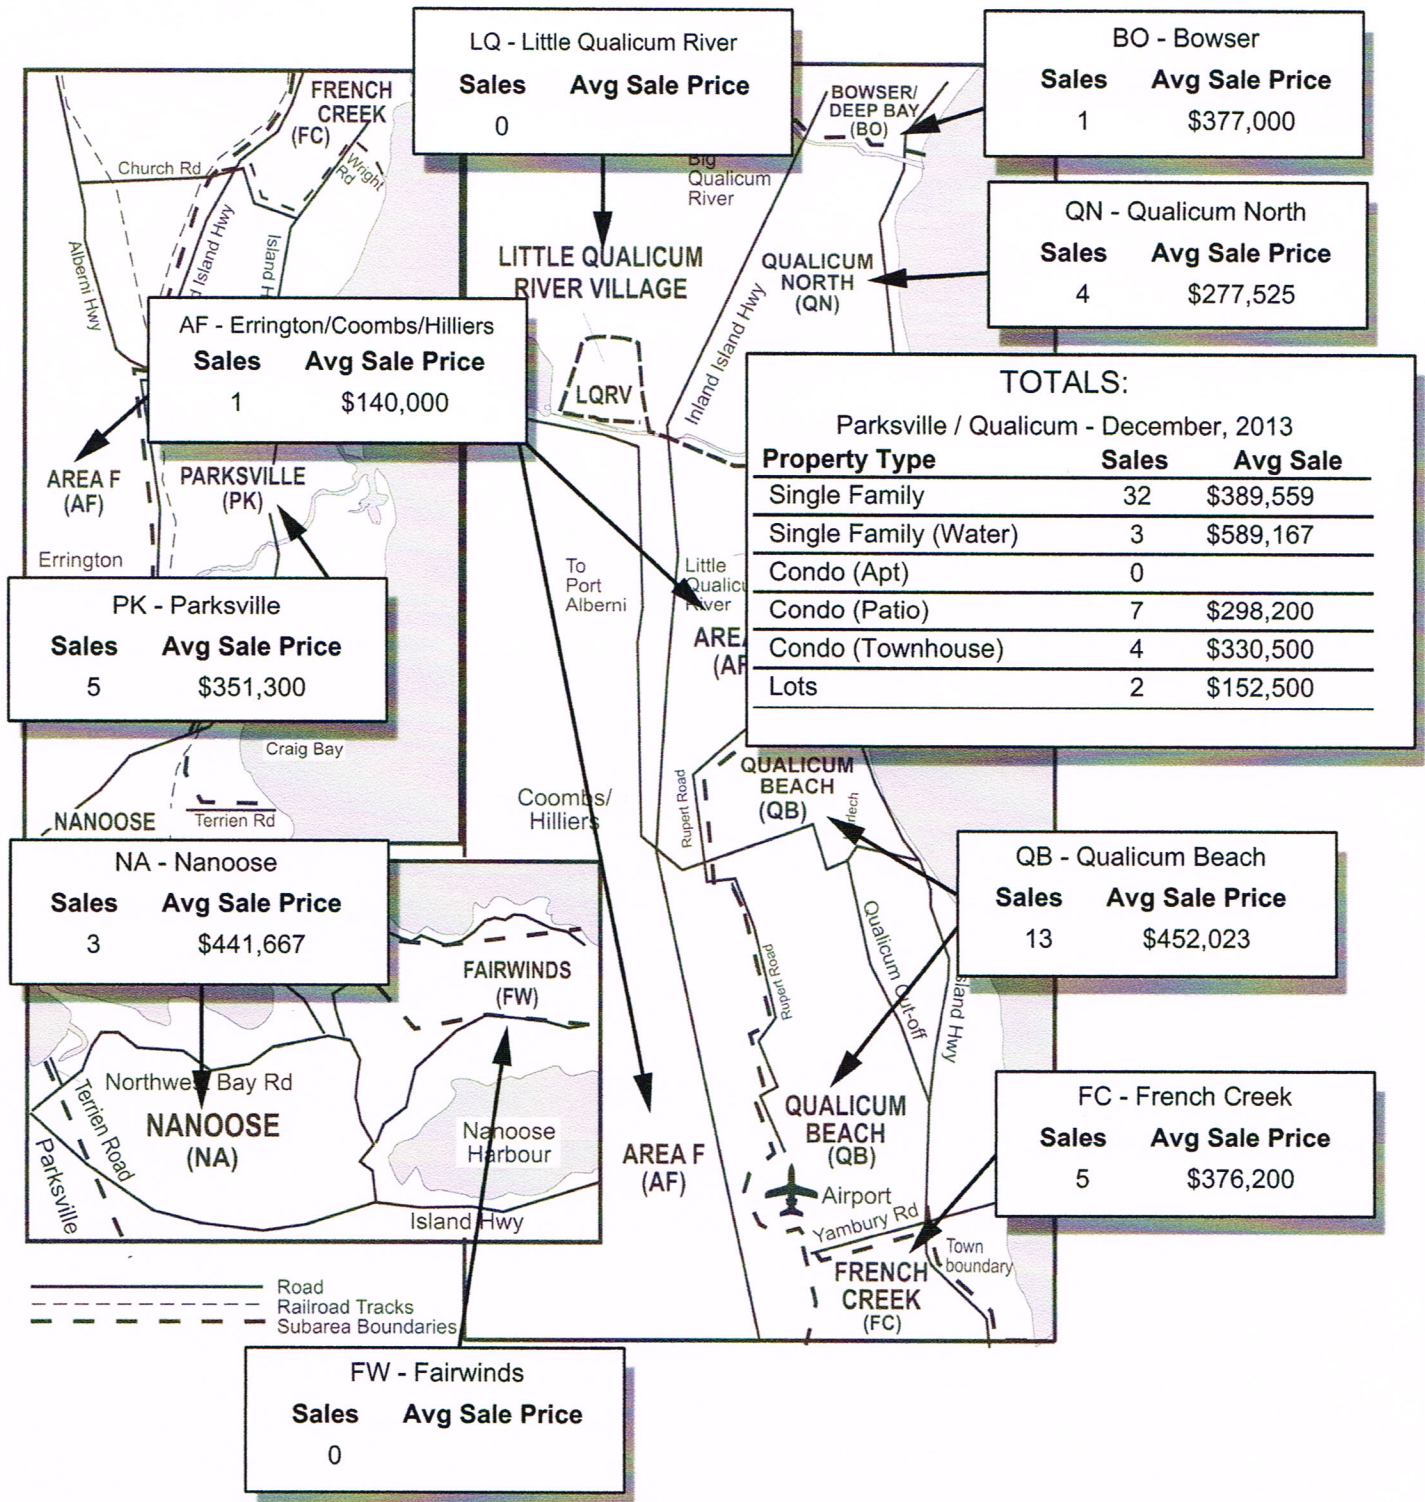 LQ - Little Qualicum River
Sales Avg Sale Price
0
BO - Bowser
Sales Avg Sale Price
1 $377,000
FRENCH
CREEK
(FC)
Church Rd
Wright
Rd
Alberni Hwy
Island Hwy
BOWSER/
DEEP BAY
(BO)
Big
Qualicum
River
QN - Qualicum North
Sales Avg Sale Price
4 $277,525
LITTLE QUALICUM
RIVER VILLAGE
QUALICUM
NORTH
(QN)
Inland Island Hwy
LQRV
AF - Errington/Coombs/Hilliers
Sales Avg Sale Price
1 $140,000
TOTALS:
Parksville / Qualicum - December, 2013
Property Type Sales Avg Sale
Single Family 32 $389,559
Single Family (Water) 3 $589,167
Condo (Apt) 0
Condo (Patio) 7 $298,200
Condo (Townhouse) 4 $330,500
Lots 2 $152,500
AREA F
(AF)
PARKSVILLE
(PK)
Errington
To
Port
Alberni
Little
River
PK - Parksville
Sales Avg Sale Price
5 $351,300
Craig Bay
Terrien Rd
NANOOSE
Coombs/
Hilliers
Rupert Road
QUALICUM
BEACH
(QB)
NA - Nanoose
Sales Avg Sale Price
3 $441,667
QB - Qualicum Beach
Sales Avg Sale Price
13 $452,023
Rupert Road
Qualicum Cut-off
Hwy
FAIRWINDS
(FW)
Northwest Bay Rd
Terrien Road
Parksville
NANOOSE
(NA)
Nanoose
Harbour
Island Hwy
AREA F
(AF)
QUALICUM
BEACH
(QB)
Airport
Yambury Rd
FC - French Creek
Sales Avg Sale Price
5 $376,200
Town
boundary
FRENCH
CREEK
(FC)
Road
Railroad Tracks
Subarea Boundaries
FW - Fairwinds
Sales Avg Sale Price
0